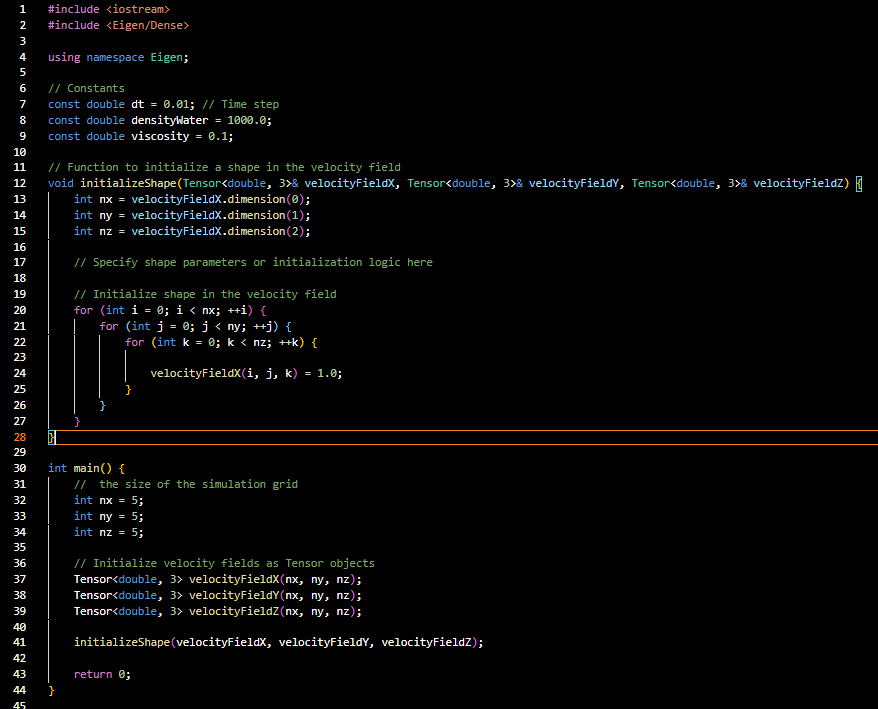 1 #include <iostream>
2 #include <Eigen/Dense>
3
4 using namespace Eigen;
5
6 // Constants
7 const double dt = 0.01; // Time step
8 const double densityWater = 1000.0;
9 const double viscosity = 0.1;
10
11 // Function to initialize a shape in the velocity field
12 void initializeShape(Tensor<double, 3>& velocityFieldX, Tensor<double, 3>& velocityFieldY, Tensor<double, 3>& velocityFieldZ) {
13     int nx = velocityFieldX.dimension(0);
14     int ny = velocityFieldX.dimension(1);
15     int nz = velocityFieldX.dimension(2);
16
17     // Specify shape parameters or initialization logic here
18
19     // Initialize shape in the velocity field
20     for (int i = 0; i < nx; ++i) {
21         for (int j = 0; j < ny; ++j) {
22             for (int k = 0; k < nz; ++k) {
23
24                 velocityFieldX(i, j, k) = 1.0;
25             }
26         }
27     }
28 }
29
30 int main() {
31     //  the size of the simulation grid
32     int nx = 5;
33     int ny = 5;
34     int nz = 5;
35
36     // Initialize velocity fields as Tensor objects
37     Tensor<double, 3> velocityFieldX(nx, ny, nz);
38     Tensor<double, 3> velocityFieldY(nx, ny, nz);
39     Tensor<double, 3> velocityFieldZ(nx, ny, nz);
40
41     initializeShape(velocityFieldX, velocityFieldY, velocityFieldZ);
42
43     return 0;
44 }
45